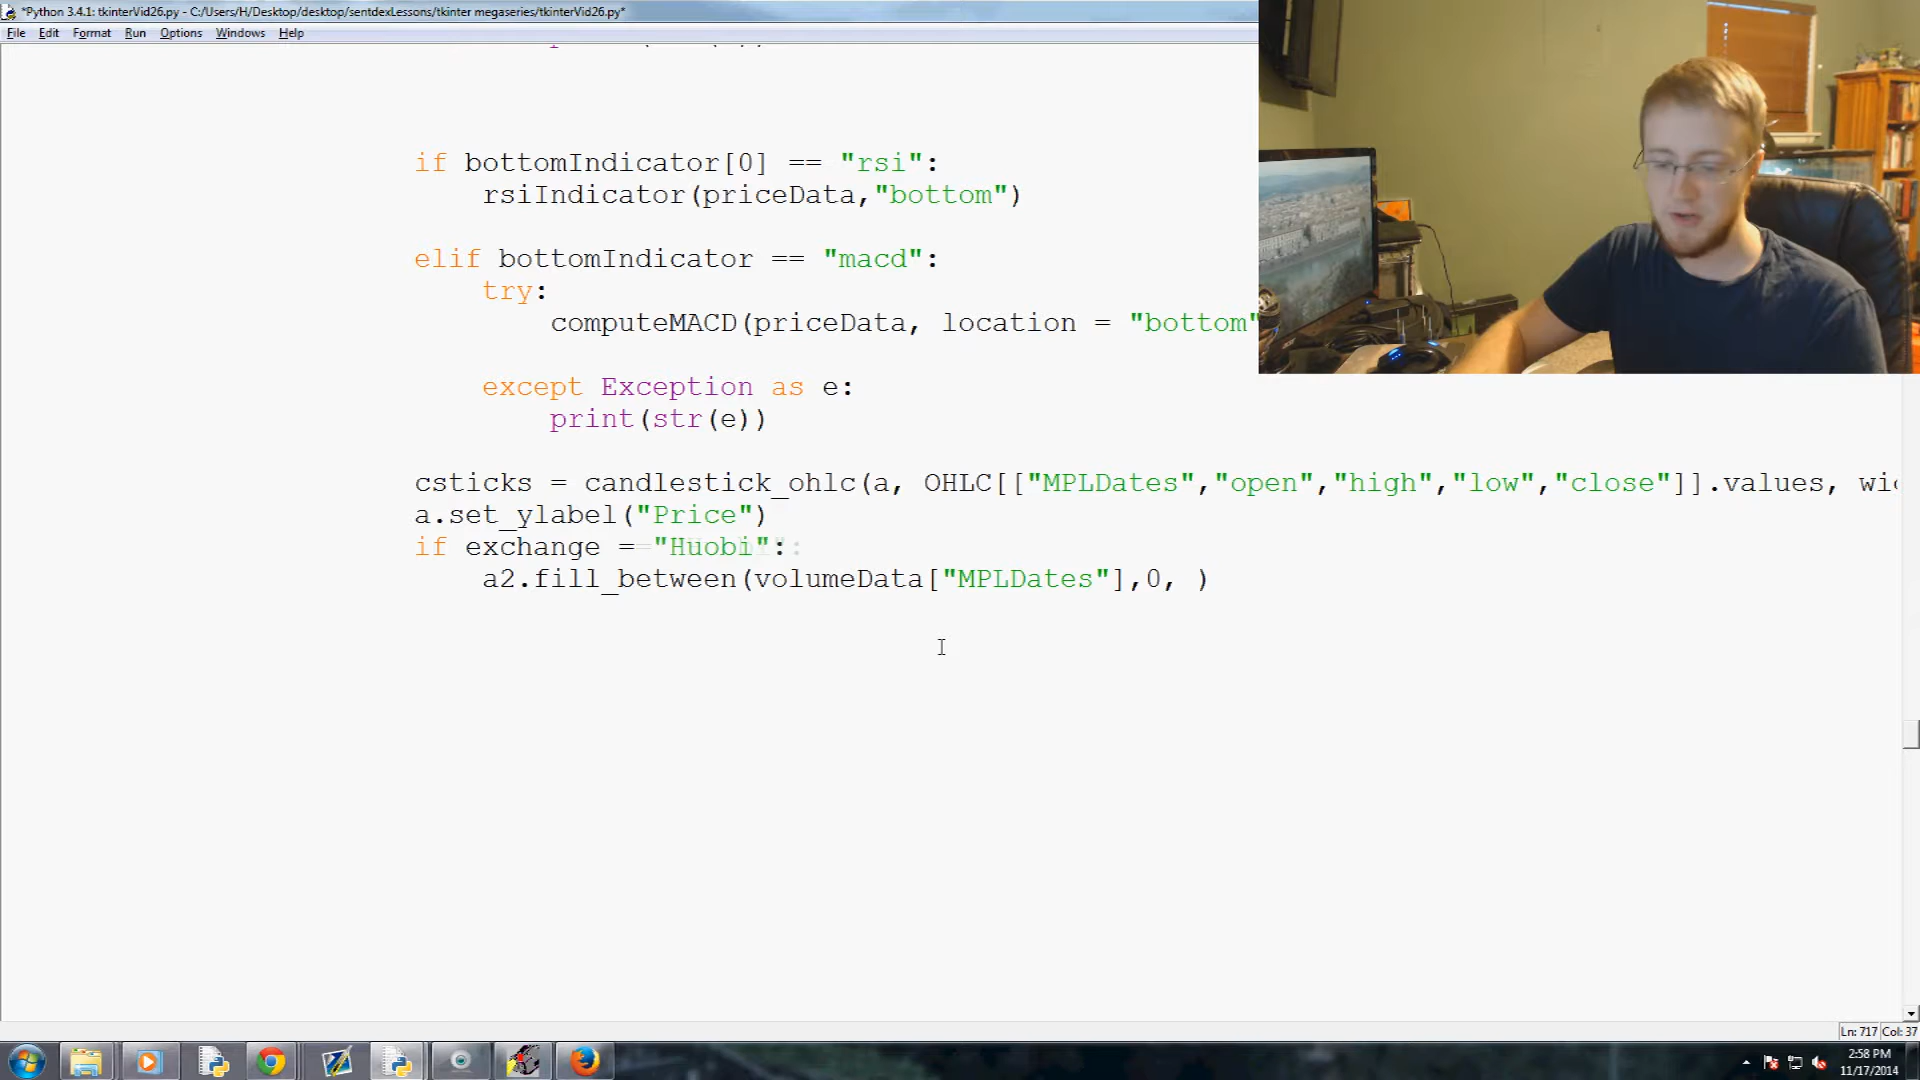 *Python 3.4.1: tkinterVid26.py - C:/Users/H/Desktop/desktop/sentdexLessons/tkinter megaseries/tkinterVid26.py*
File Edit Format Run Options Windows Help
if bottomIndicator[0] == "rsi":
rsiIndicator(priceData,"bottom")
elif bottomIndicator == "macd":
try:
computeMACD(priceData, location = "bottom"
except Exception as e:
print(str(e))
csticks = candlestick_ohlc(a, OHLC[["MPLDates","open","high","low","close"]].values, wid
a.set_ylabel("Price")
if exchange = "Huobi":
a2.fill_between(volumeData["MPLDates"],0, )
Ln: 717 Col: 37
2:58 PM
11/17/2014